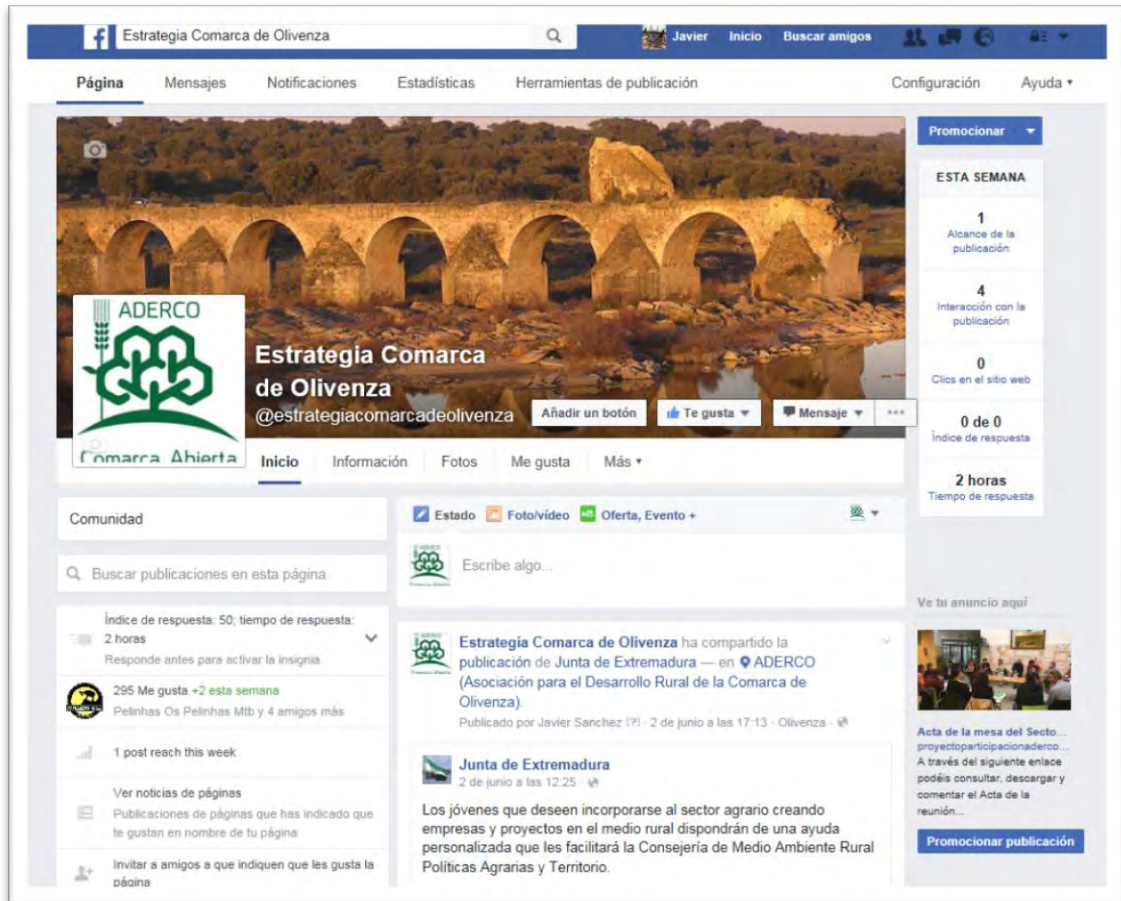 Estrategia Comarca de Olivenza
Javier Inicio Buscar amigos
Página Mensajes Notificaciones Estadísticas Herramientas de publicación Configuración Ayuda
Promocionar
ESTA SEMANA
1
Alcance de la
publicación
4
Interacción con la
publicación
0
Clics en el sitio web
0 de 0
Índice de respuesta
2 horas
Tiempo de respuesta
ADERCO
Comarca Abierta
Estrategia Comarca
de Olivenza
@estrategiacomarcadeolivenza
Añadir un botón Te gusta Mensaje ...
Inicio Información Fotos Me gusta Más
Comunidad
Buscar publicaciones en esta página
Índice de respuesta: 50; tiempo de respuesta:
2 horas
Responde antes para activar la insignia
295 Me gusta +2 esta semana
Pelinhas Os Pelinhas Mtb y 4 amigos más
1 post reach this week
Ver noticias de páginas
Publicaciones de páginas que has indicado que
te gustan en nombre de tu página
Invitar a amigos a que indiquen que les gusta la
página
Estado Foto/vídeo Oferta, Evento +
Escribe algo...
Estrategia Comarca de Olivenza ha compartido la
publicación de Junta de Extremadura — en ADERCO
(Asociación para el Desarrollo Rural de la Comarca de
Olivenza).
Publicado por Javier Sanchez [?] · 2 de junio a las 17:13 · Olivenza ·
Junta de Extremadura
2 de junio a las 12:25 ·
Los jóvenes que deseen incorporarse al sector agrario creando
empresas y proyectos en el medio rural dispondrán de una ayuda
personalizada que les facilitará la Consejería de Medio Ambiente Rural
Políticas Agrarias y Territorio.
Ve tu anuncio aquí
Acta de la mesa del Secto...
proyectoparticipacionaderco...
A través del siguiente enlace
podéis consultar, descargar y
comentar el Acta de la
reunión...
Promocionar publicación